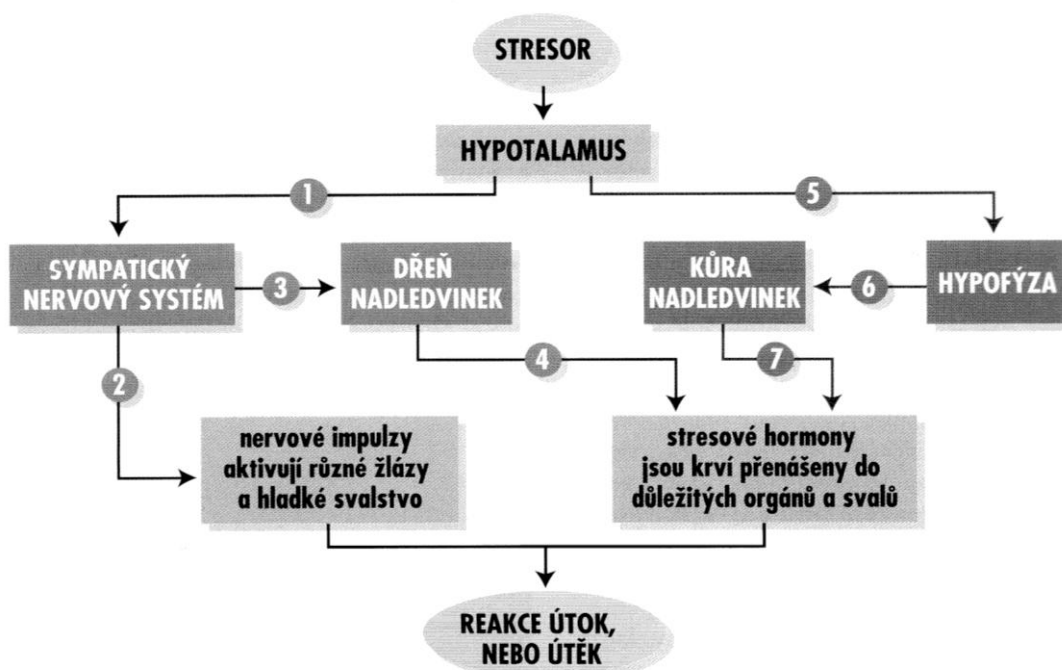 STRESOR
HYPOTALAMUS
1
5
SYMPATICKÝ
NERVOVÝ SYSTÉM
3
DŘEŇ
NADLEDVINEK
KŮRA
NADLEDVINEK
6
HYPOFÝZA
2
4
7
nervové impulzy
aktivují různé žlázy
a hladké svalstvo
stresové hormony
jsou krví přenášeny do
důležitých orgánů a svalů
REAKCE ÚTOK,
NEBO ÚTĚK